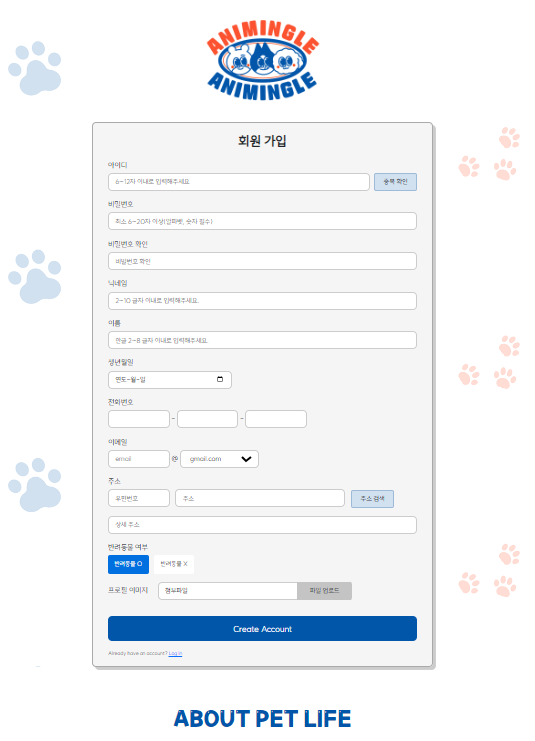 ANIMINGLE
ANIMINGLE
회원 가입
아이디
6~12자 이내로 입력해주세요.
중복 확인
비밀번호
최소 6~20자 이상(알파벳, 숫자 필수)
비밀번호 확인
비밀번호 확인
닉네임
2~10 글자 이내로 입력해주세요.
이름
한글 2~8 글자 이내로 입력해주세요.
생년월일
연도-월-일
전화번호
- -
이메일
email @ gmail.com
주소
우편번호 주소 주소 검색
상세 주소
반려동물 여부
반려동물 O 반려동물 X
프로필 이미지 첨부파일 파일 업로드
Create Account
Already have an account? Log in
ABOUT PET LIFE